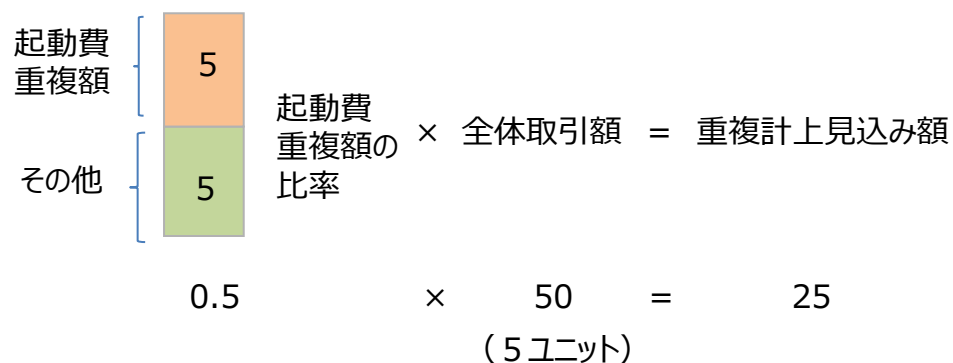 起動費
重複額
5
その他
5
起動費
重複額の
比率
× 全体取引額 = 重複計上見込み額
0.5 × 50 = 25
（５ユニット）